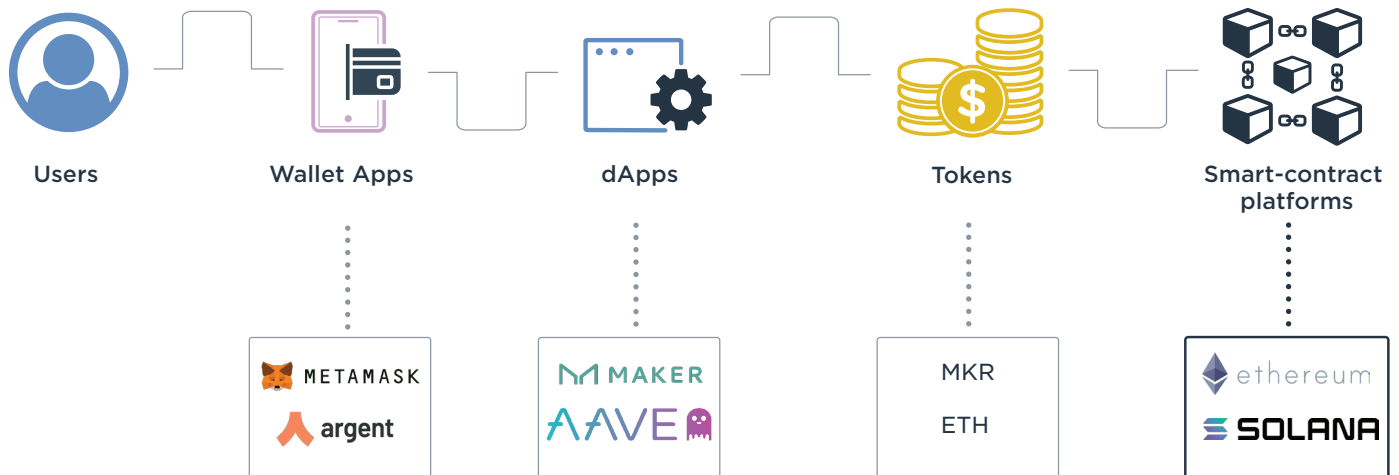 Users
Wallet Apps
dApps
Tokens
Smart-contract
platforms
METAMASK
argent
MAKER
AAVE
MKR
ETH
ethereum
SOLANA